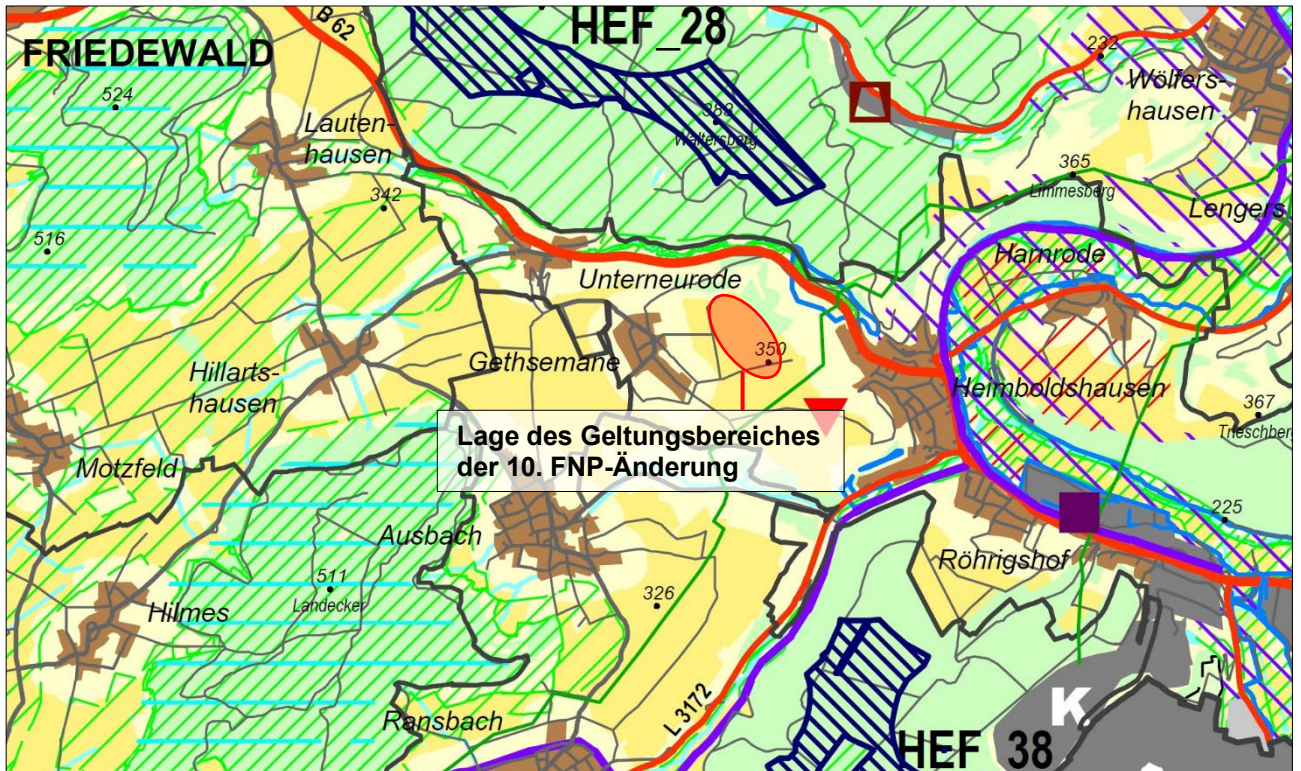 B 62
HEF_28
FRIEDEWALD
524
232
Wölfers-
hausen
Lauten-
hausen
383
Waltersberg
365
Limmesberg
342
Lengers
516
Harnrode
Unterneurode
350
Gethsemane
Hillarts-
hausen
Heimboldshausen
367
Trieschberg
Lage des Geltungsbereiches
der 10. FNP-Änderung
Motzfeld
225
Ausbach
Röhrigshof
511
Landecker
326
Hilmes
L 3172
Ransbach
K
HEF 38